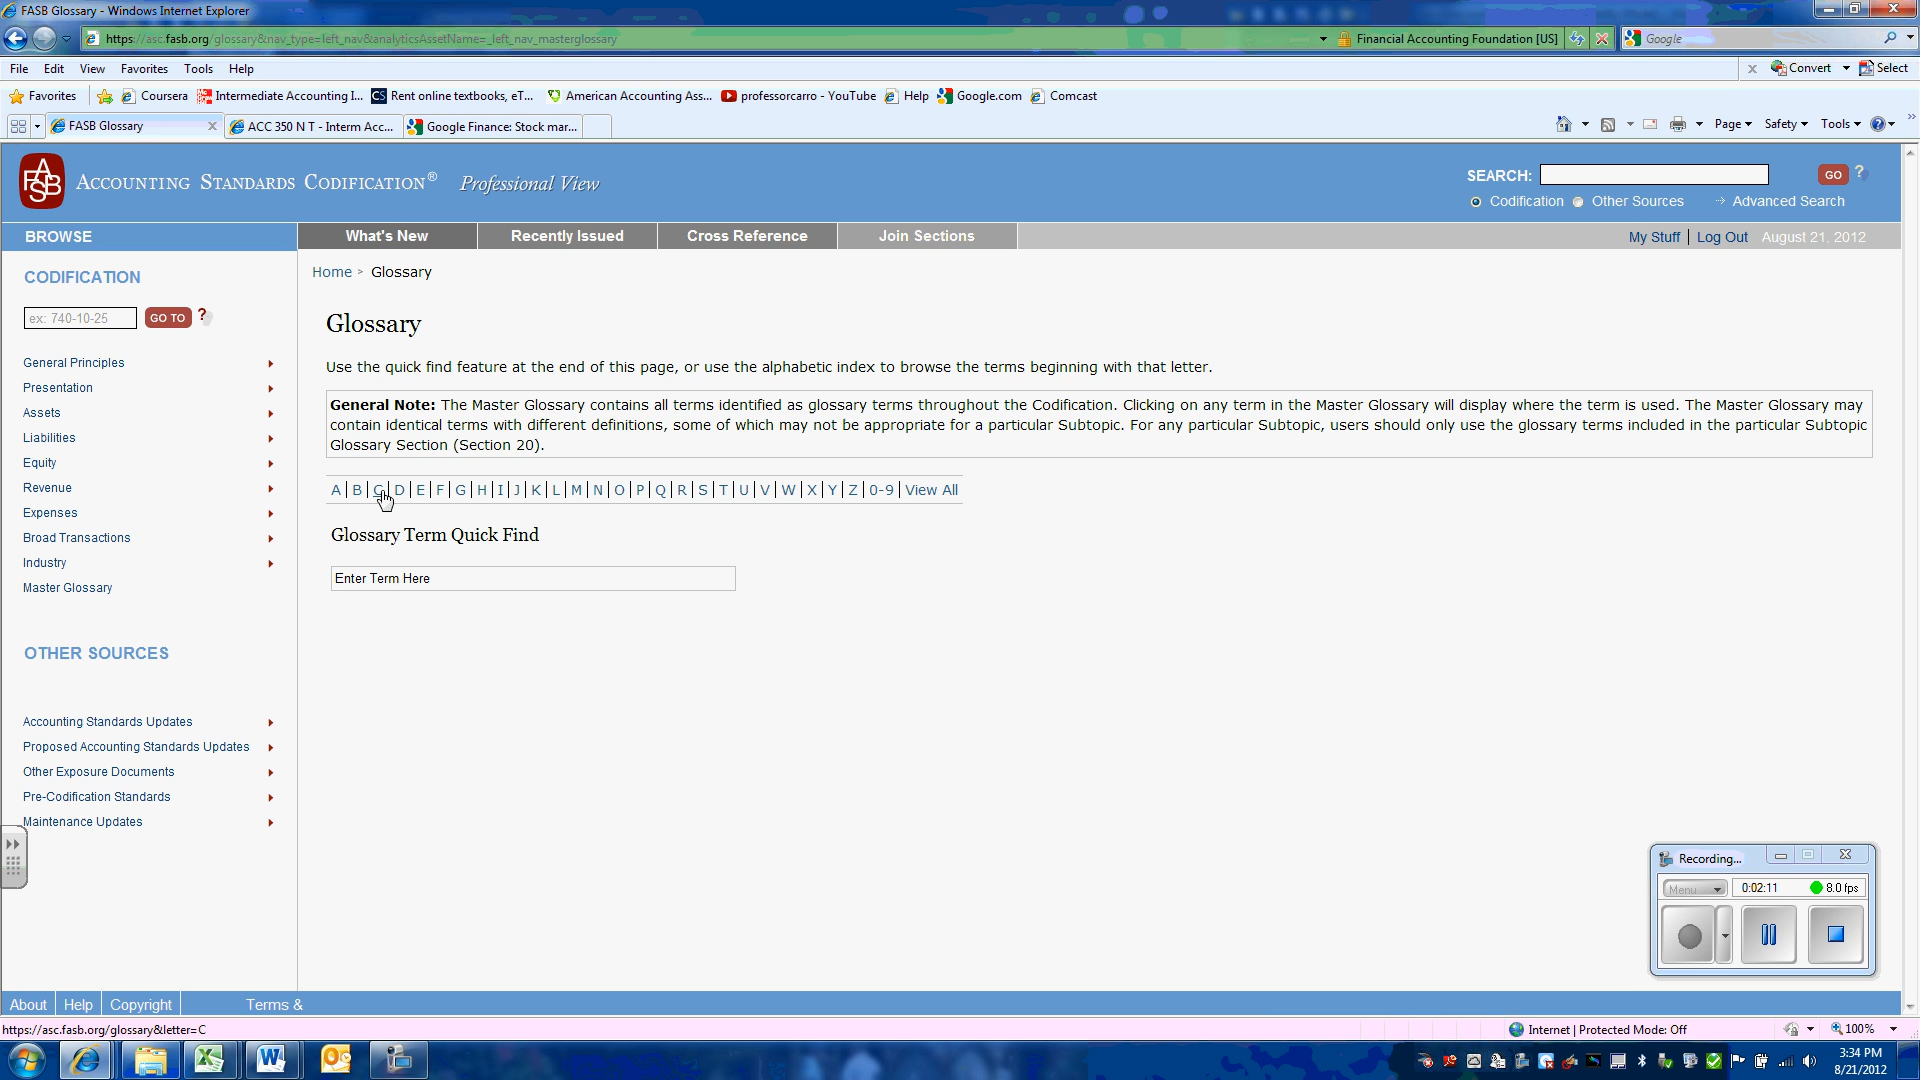 FASB Glossary - Windows Internet Explorer
https://asc.fasb.org/glossary&nav_type=left_nav&analyticsAssetName=_left_nav_masterglossary
Financial Accounting Foundation [US]
Google
File Edit View Favorites Tools Help
x Convert Select
Favorites Coursera Intermediate Accounting I... CS Rent online textbooks, eT... American Accounting Ass... professorcarro - YouTube Help Google.com Comcast
FASB Glossary x ACC 350 N T - Interm Acc... Google Finance: Stock mar...
Page Safety Tools
FASB
ACCOUNTING STANDARDS CODIFICATION® Professional View
SEARCH: GO ?
Codification Other Sources Advanced Search
BROWSE
What's New Recently Issued Cross Reference Join Sections
My Stuff | Log Out August 21, 2012
CODIFICATION
ex: 740-10-25 GO TO ?
General Principles
Presentation
Assets
Liabilities
Equity
Revenue
Expenses
Broad Transactions
Industry
Master Glossary
OTHER SOURCES
Accounting Standards Updates
Proposed Accounting Standards Updates
Other Exposure Documents
Pre-Codification Standards
Maintenance Updates
Home > Glossary
Glossary
Use the quick find feature at the end of this page, or use the alphabetic index to browse the terms beginning with that letter.
General Note: The Master Glossary contains all terms identified as glossary terms throughout the Codification. Clicking on any term in the Master Glossary will display where the term is used. The Master Glossary may
contain identical terms with different definitions, some of which may not be appropriate for a particular Subtopic. For any particular Subtopic, users should only use the glossary terms included in the particular Subtopic
Glossary Section (Section 20).
A | B | C | D | E | F | G | H | I | J | K | L | M | N | O | P | Q | R | S | T | U | V | W | X | Y | Z | 0-9 | View All
Glossary Term Quick Find
Enter Term Here
Recording...
Menu 0:02:11 8.0 fps
About | Help | Copyright | Terms &
https://asc.fasb.org/glossary&letter=C
Internet | Protected Mode: Off
100%
3:34 PM
8/21/2012